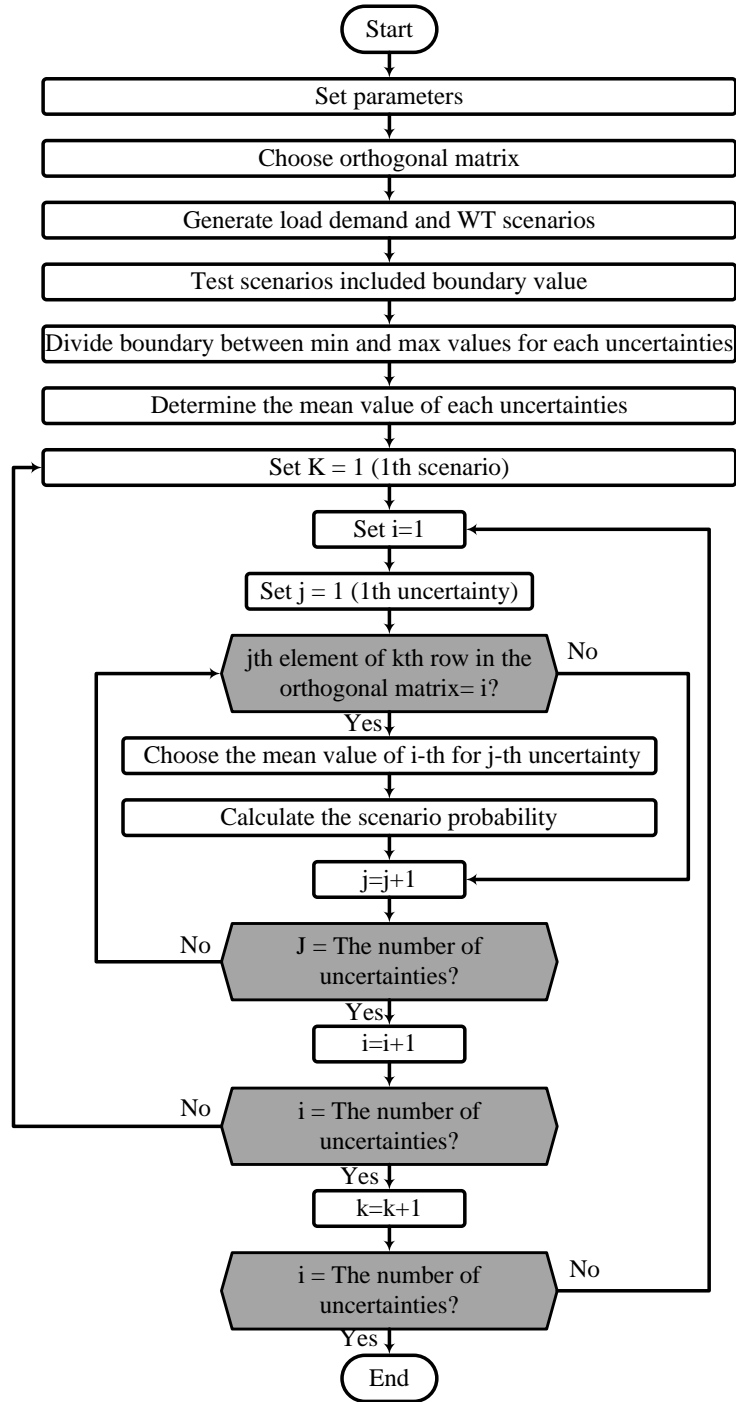 Start
Set parameters
Choose orthogonal matrix
Generate load demand and WT scenarios
Test scenarios included boundary value
Divide boundary between min and max values for each uncertainties
Determine the mean value of each uncertainties
Set K = 1 (1th scenario)
Set i=1
Set j = 1 (1th uncertainty)
jth element of kth row in the
orthogonal matrix= i?
No
Yes
Choose the mean value of i-th for j-th uncertainty
Calculate the scenario probability
j=j+1
No
J = The number of
uncertainties?
Yes
i=i+1
No
i = The number of
uncertainties?
Yes
k=k+1
i = The number of
uncertainties?
No
Yes
End